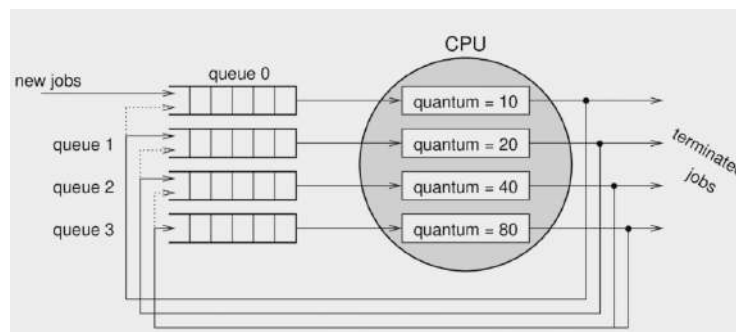 CPU
queue 0
new jobs
quantum = 10
queue 1
quantum = 20
terminated
queue 2
quantum = 40
jobs
queue 3
quantum = 80